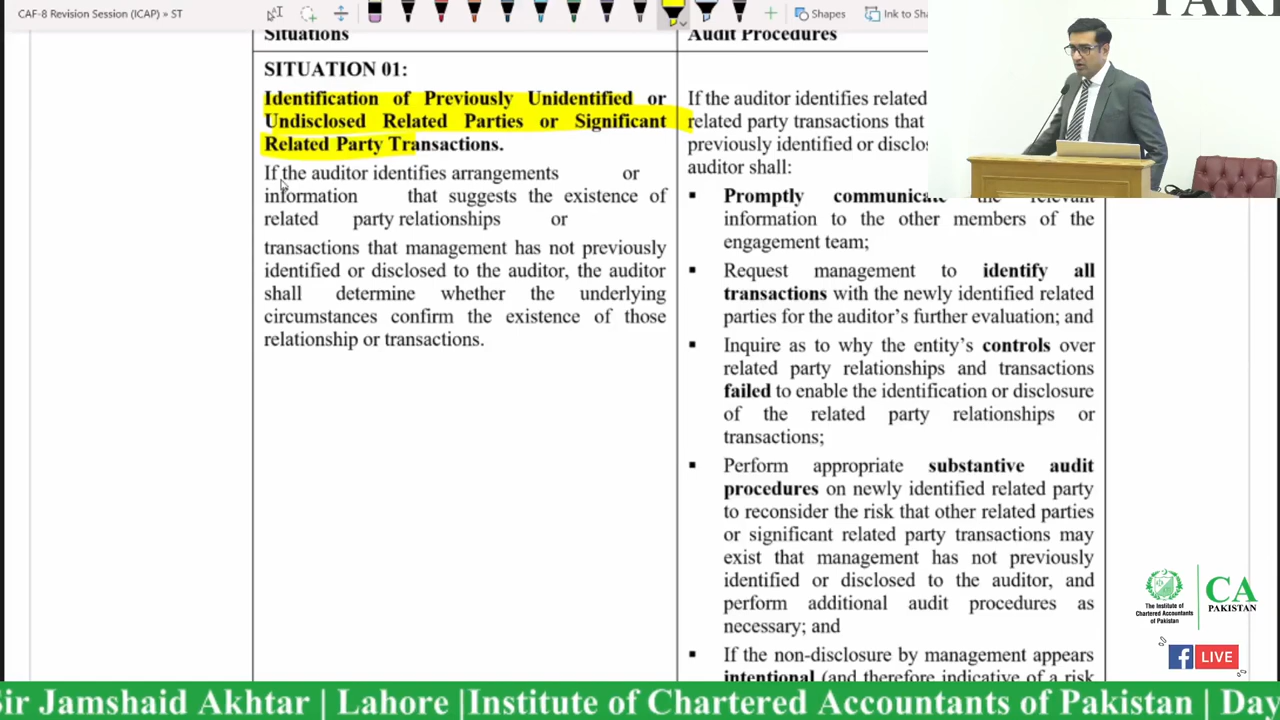 CAF-8 Revision Session (ICAP) » ST
Shapes
Ink to Sha
Situations
SITUATION 01:
Identification of Previously Unidentified or
Undisclosed Related Parties or Significant
Related Party Transactions.
If the auditor identifies arrangements or
information that suggests the existence of
related party relationships or
transactions that management has not previously
identified or disclosed to the auditor, the auditor
shall determine whether the underlying
circumstances confirm the existence of those
relationship or transactions.
Audit Procedures
If the auditor identifies related
related party transactions that
previously identified or disclo
auditor shall:
▪ Promptly communicate the relevant
information to the other members of the
engagement team;
▪ Request management to identify all
transactions with the newly identified related
parties for the auditor's further evaluation; and
▪ Inquire as to why the entity's controls over
related party relationships and transactions
failed to enable the identification or disclosure
of the related party relationships or
transactions;
▪ Perform appropriate substantive audit
procedures on newly identified related party
to reconsider the risk that other related parties
or significant related party transactions may
exist that management has not previously
identified or disclosed to the auditor, and
perform additional audit procedures as
necessary; and
▪ If the non-disclosure by management appears
intentional (and therefore indicative of a risk
The Institute of
Chartered Accountants
of Pakistan
CA
PAKISTAN
LIVE
Sir Jamshaid Akhtar | Lahore |Institute of Chartered Accountants of Pakistan | Day